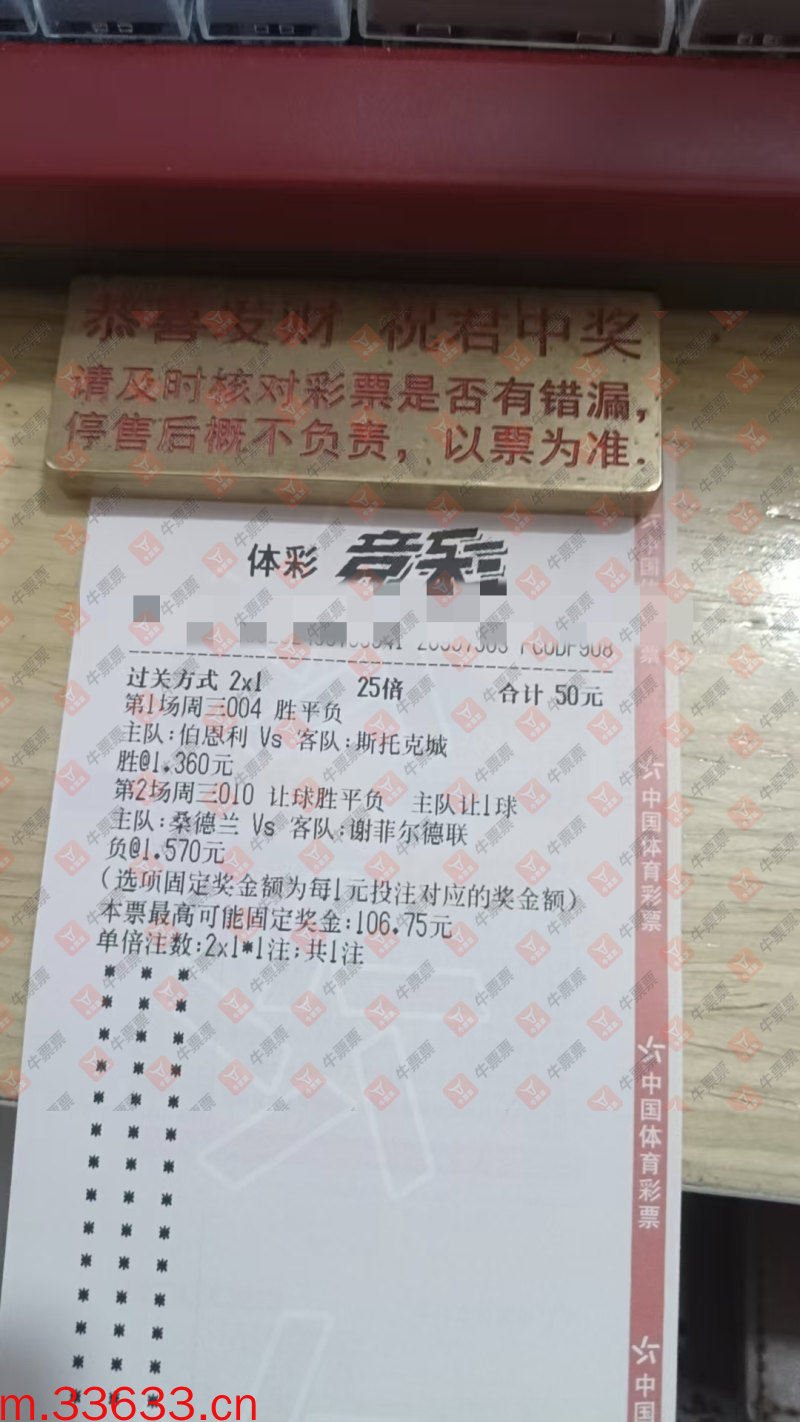 恭喜发财 祝君中奖
请及时核对彩票是否有错漏，
停售后概不负责，以票为准.
体彩 竞彩
过关方式 2x1 25倍 合计 50元
第1场周三004 胜平负
主队:伯恩利 Vs 客队:斯托克城
胜@1.360元
第2场周三010 让球胜平负 主队让1球
主队:桑德兰 Vs 客队:谢菲尔德联
负@1.570元
(选项固定奖金额为每1元投注对应的奖金额)
本票最高可能固定奖金:106.75元
单倍注数:2x1*1注;共1注
中国体育彩票
中国体育彩票
中国
牛票票
m.33633.cn